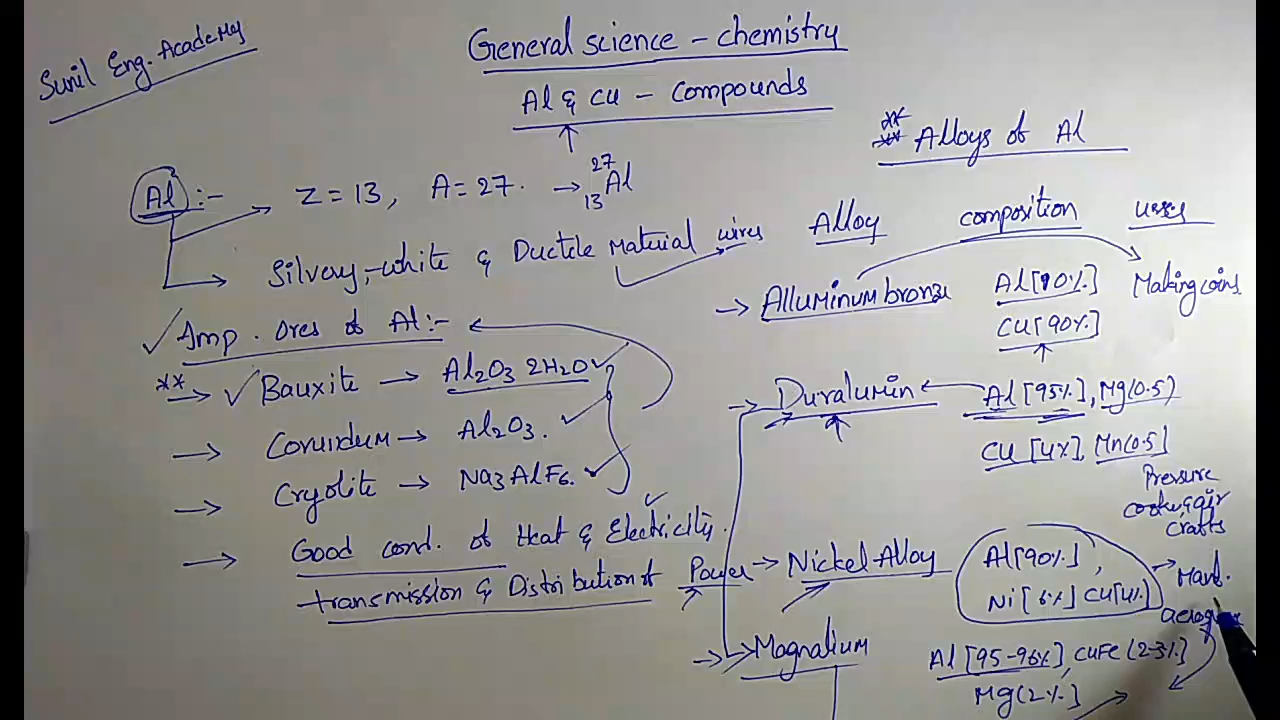 Sunil Eng. Academy
General science - chemistry
Al & Cu - Compounds
Al :- Z = 13, A = 27. → 27 13 Al
Silvery,-white & Ductile Material wires
✓ Imp. Ores of Al:-
** → ✓ Bauxite → Al2O3 2H2O ✓
→ Corundum → Al2O3. ✓
→ Cryolite → Na3AlF6. ✓
→ Good cond. of Heat & Electricity.
transmission & Distribution of Power
** Alloys of Al
Alloy composition uses
→ Alluminum bronze Al[10%] Making coins
Cu[90%]
→ Duralumin ← Al[95%], Mg(0.5)
Cu[4%], Mn(0.5)
Pressure
crafts
→ Nickel-Alloy Al[90%],
Ni[6%] Cu[4%] → Manf.
→ Magnalium Al[95-96%], CuFe(2-3%)
Mg(2%)